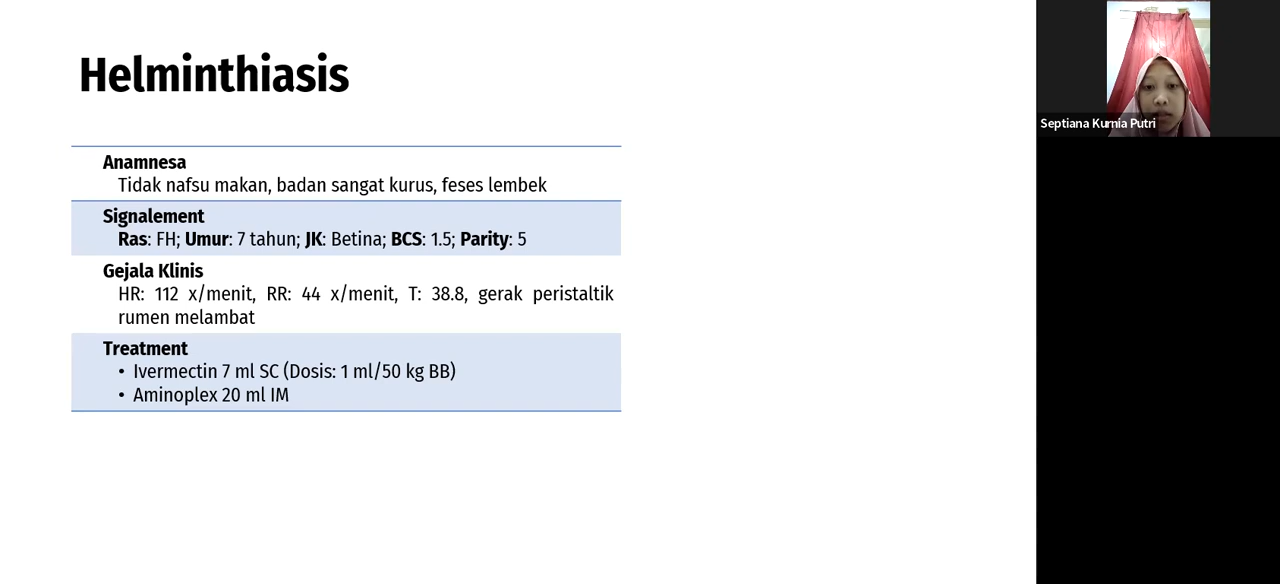 Helminthiasis
Anamnesa
Tidak nafsu makan, badan sangat kurus, feses lembek
Signalement
Ras: FH; Umur: 7 tahun; JK: Betina; BCS: 1.5; Parity: 5
Gejala Klinis
HR: 112 x/menit, RR: 44 x/menit, T: 38.8, gerak peristaltik
rumen melambat
Treatment
• Ivermectin 7 ml SC (Dosis: 1 ml/50 kg BB)
• Aminoplex 20 ml IM
Septiana Kurnia Putri